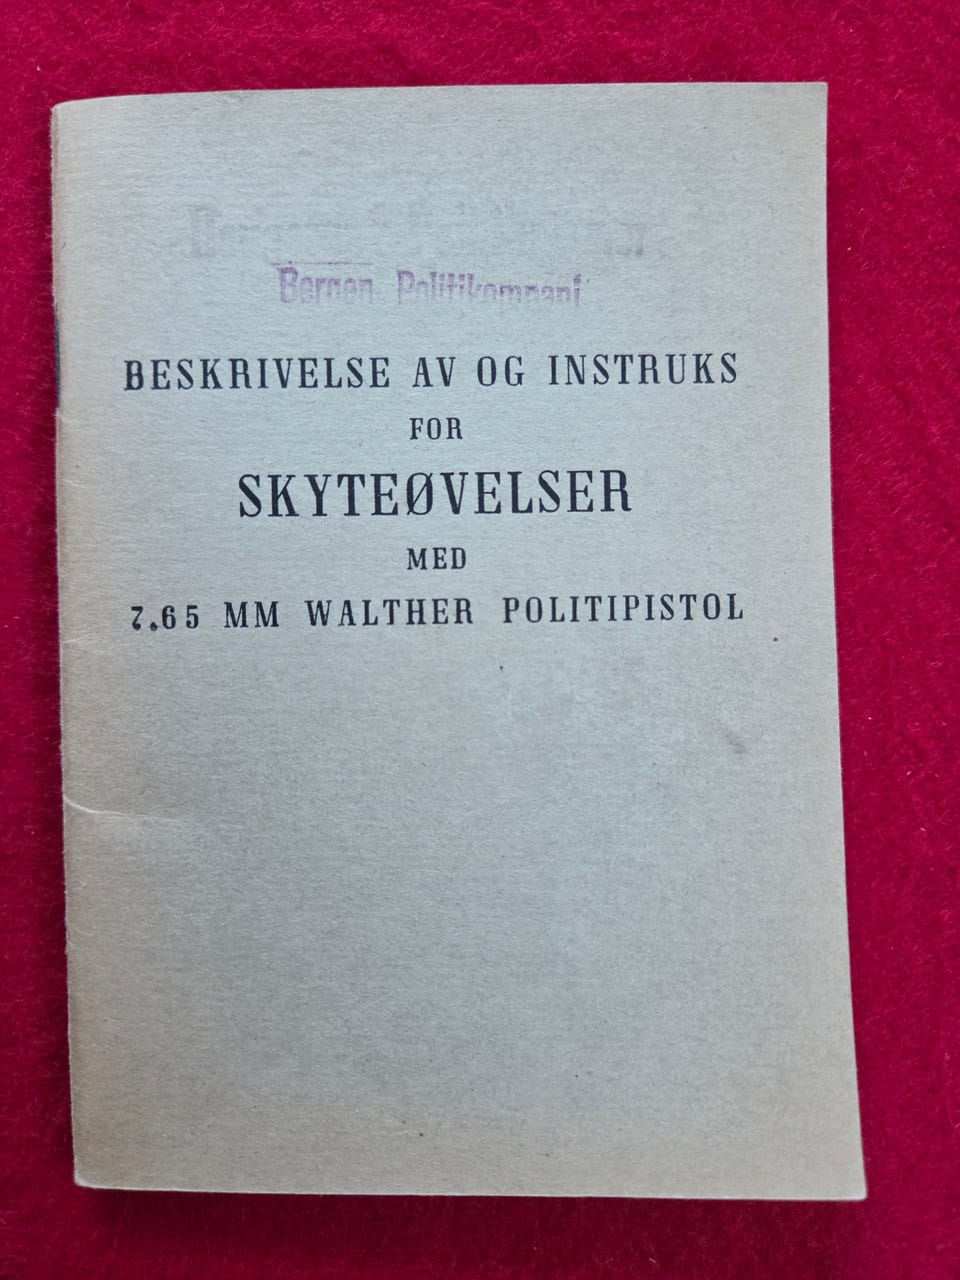 Bergen Politikompani
BESKRIVELSE AV OG INSTRUKS
FOR
SKYTEØVELSER
MED
7.65 MM WALTHER POLITIPISTOL